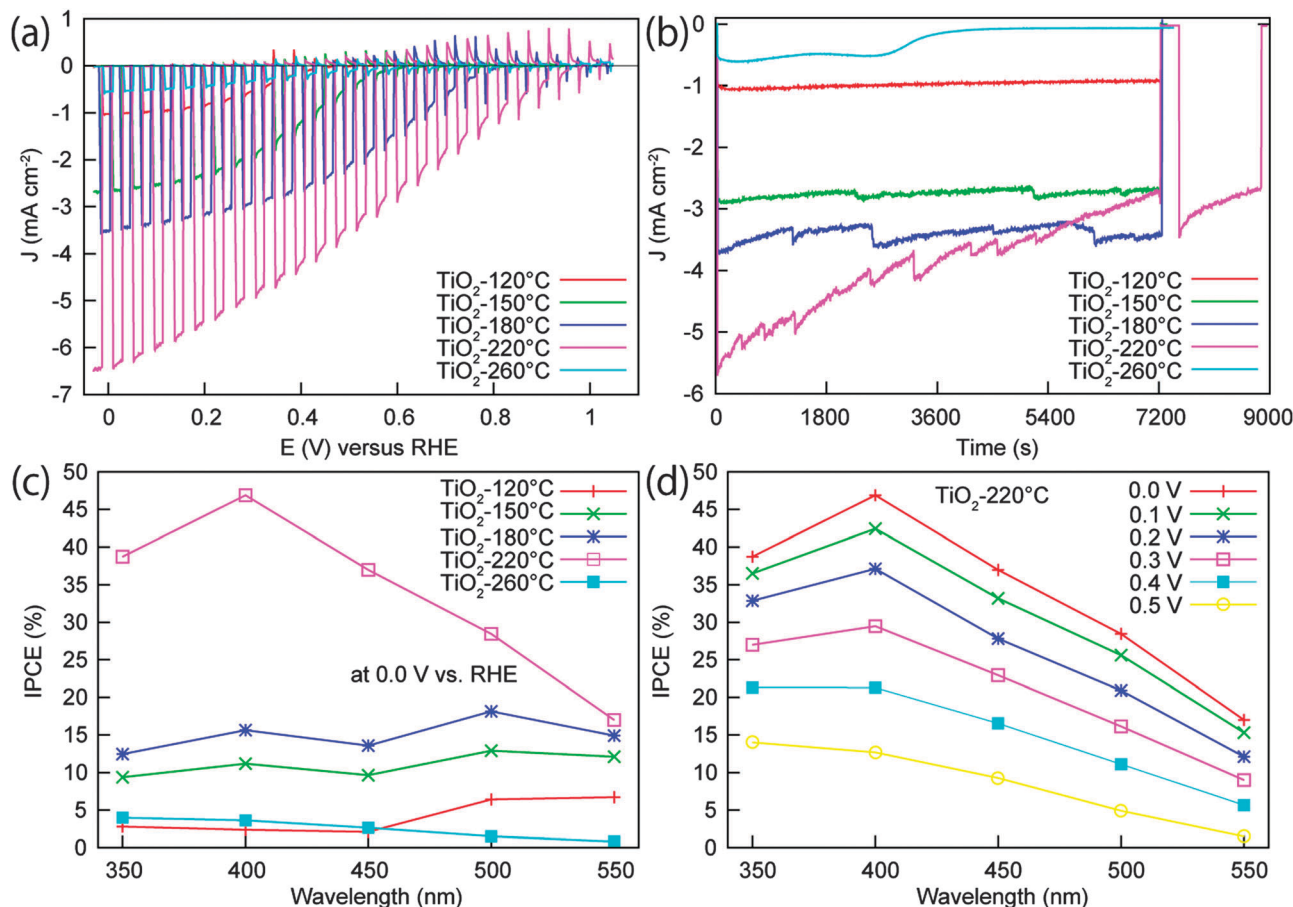 (a)
1
0
-1
-2
-3
-4
-5
-6
-7
J (mA cm⁻²)
TiO₂-120°C
TiO₂-150°C
TiO₂-180°C
TiO₂-220°C
TiO₂-260°C
0 0.2 0.4 0.6 0.8 1
E (V) versus RHE
(b)
0
-1
-2
-3
-4
-5
-6
J (mA cm⁻²)
TiO₂-120°C
TiO₂-150°C
TiO₂-180°C
TiO₂-220°C
TiO₂-260°C
0 1800 3600 5400 7200 9000
Time (s)
(c)
50
45
40
35
30
25
20
15
10
5
0
IPCE (%)
TiO₂-120°C
TiO₂-150°C
TiO₂-180°C
TiO₂-220°C
TiO₂-260°C
at 0.0 V vs. RHE
350 400 450 500 550
Wavelength (nm)
(d)
50
45
40
35
30
25
20
15
10
5
0
IPCE (%)
TiO₂-220°C
0.0 V
0.1 V
0.2 V
0.3 V
0.4 V
0.5 V
350 400 450 500 550
Wavelength (nm)